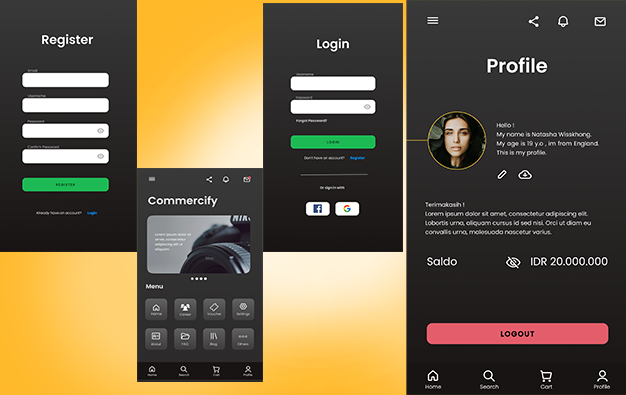 Register
Email
Username
Password
Confirm Password
REGISTER
Already have an account? Login
Commercify
Lorem ipsum
dolor sit amet,
consectetur
adipiscing elit ut
aliquam.
Menu
Home
Career
Voucher
Settings
About
FAQ
Blog
Others
Home
Search
Cart
Profile
Login
Username
Password
Forgot Password?
LOGIN
Don't have an account? Register
Or sign in with
Profile
Hello !
My name is Natasha Wisskhong.
My age is 19 y.o , im from England.
This is my profile.
Terimakasih !
Lorem ipsum dolor sit amet, consectetur adipiscing elit.
Lobortis urna, aliquam cursus id sed nisi. Orci ut diam eu
convallis urna, malesuada nascetur varius.
Saldo
IDR 20.000.000
LOGOUT
Home
Search
Cart
Profile